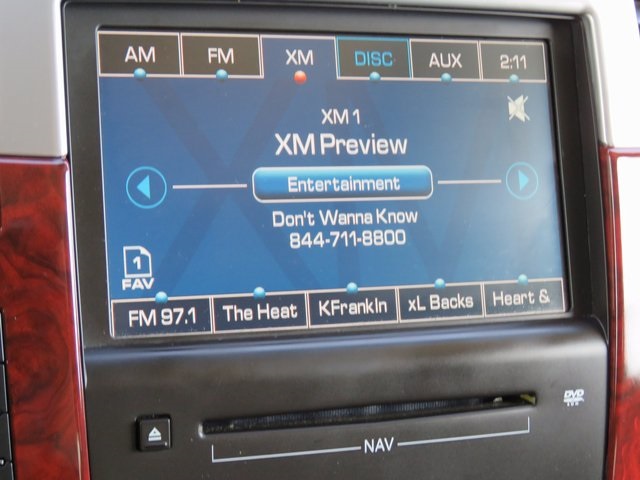 AM FM XM DISC AUX 2:11
XM 1
XM Preview
Entertainment
Don't Wanna Know
844-711-8800
1
FAV
FM 97.1 The Heat KFrankln xL Backs Heart &
DVD
NAV